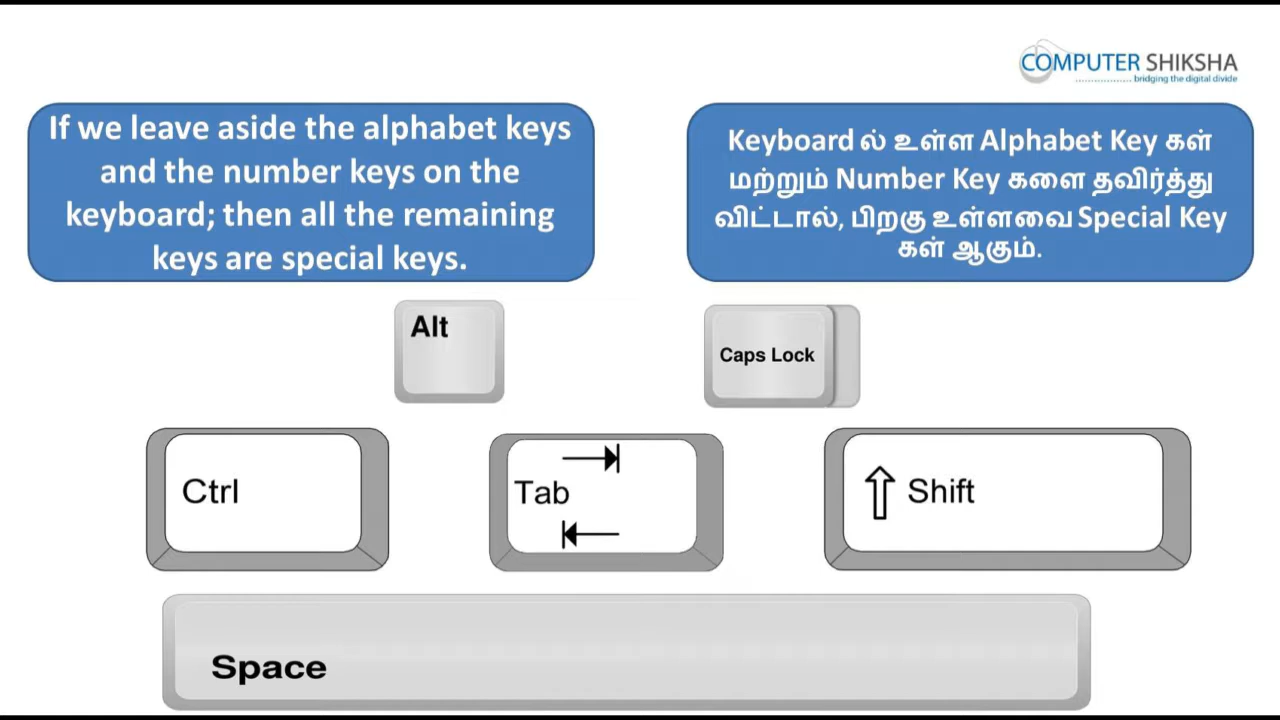 COMPUTER SHIKSHA
bridging the digital divide
If we leave aside the alphabet keys
and the number keys on the
keyboard; then all the remaining
keys are special keys.
Keyboard ல் உள்ள Alphabet Key கள்
மற்றும் Number Key களை தவிர்த்து
விட்டால், பிறகு உள்ளவை Special Key
கள் ஆகும்.
Alt
Caps Lock
Ctrl
Tab
Shift
Space